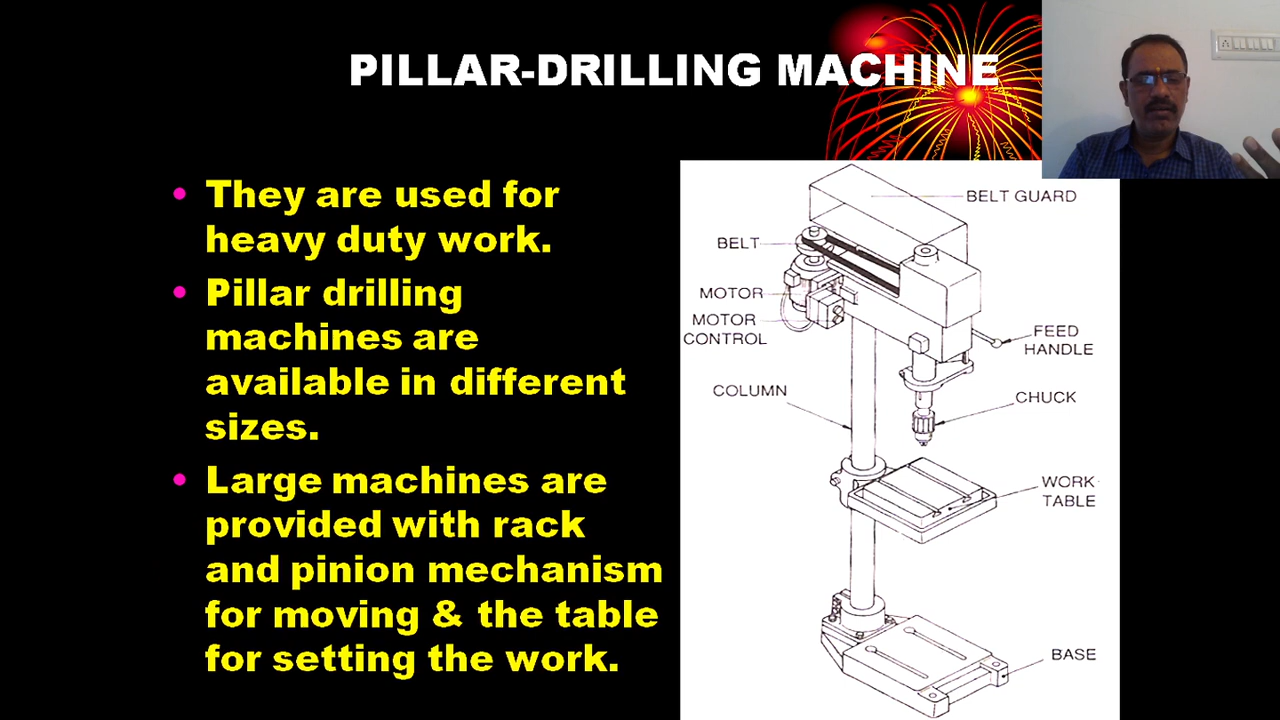 PILLAR-DRILLING MACHINE
• They are used for
heavy duty work.
• Pillar drilling
machines are
available in different
sizes.
• Large machines are
provided with rack
and pinion mechanism
for moving & the table
for setting the work.
BELT GUARD
BELT
MOTOR
MOTOR
CONTROL
FEED
HANDLE
COLUMN
CHUCK
WORK
TABLE
BASE